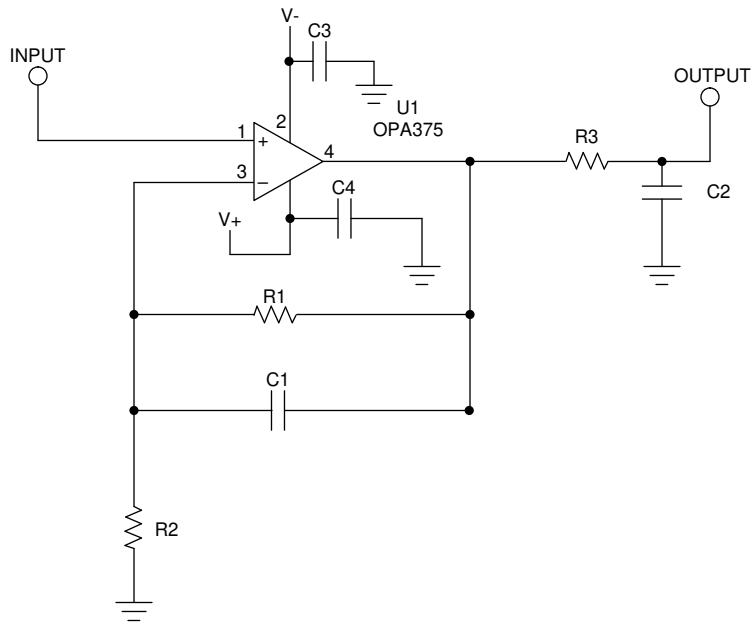 V-
C3
INPUT
U1
OPA375
OUTPUT
2
1
+
4
R3
3
−
C4
C2
V+
R1
C1
R2